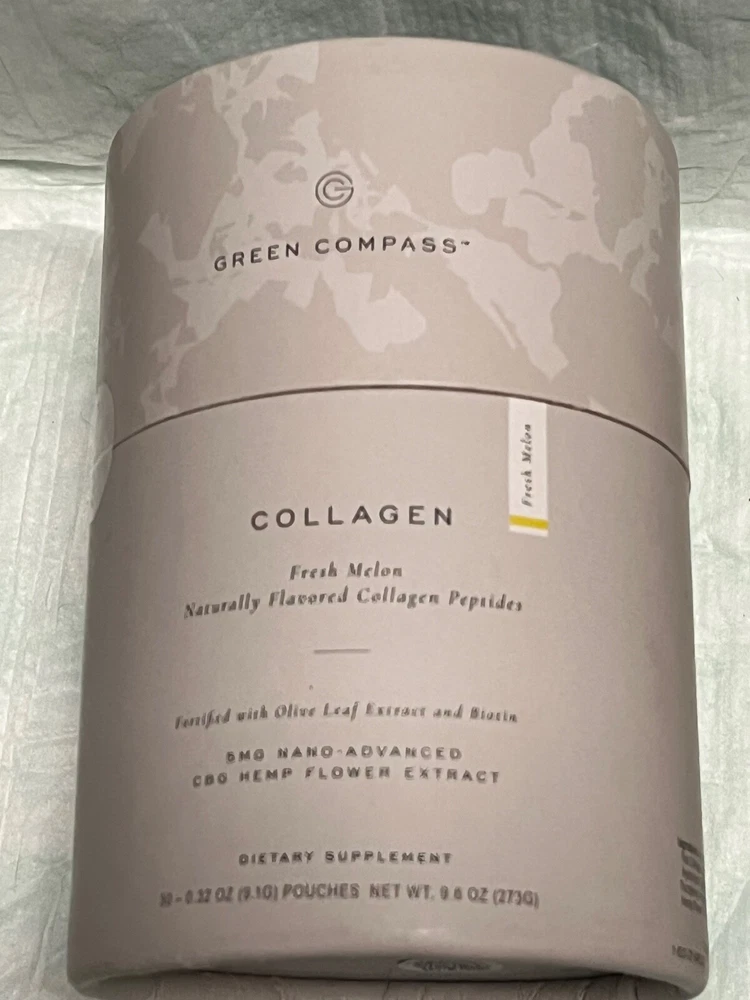 GREEN COMPASS™
Fresh Melon
COLLAGEN
Fresh Melon
Naturally Flavored Collagen Peptides
Fortified with Olive Leaf Extract and Biotin
5MG NANO-ADVANCED
CBG HEMP FLOWER EXTRACT
DIETARY SUPPLEMENT
30 - 0.32 OZ (9.1G) POUCHES NET WT. 9.6 OZ (273G)